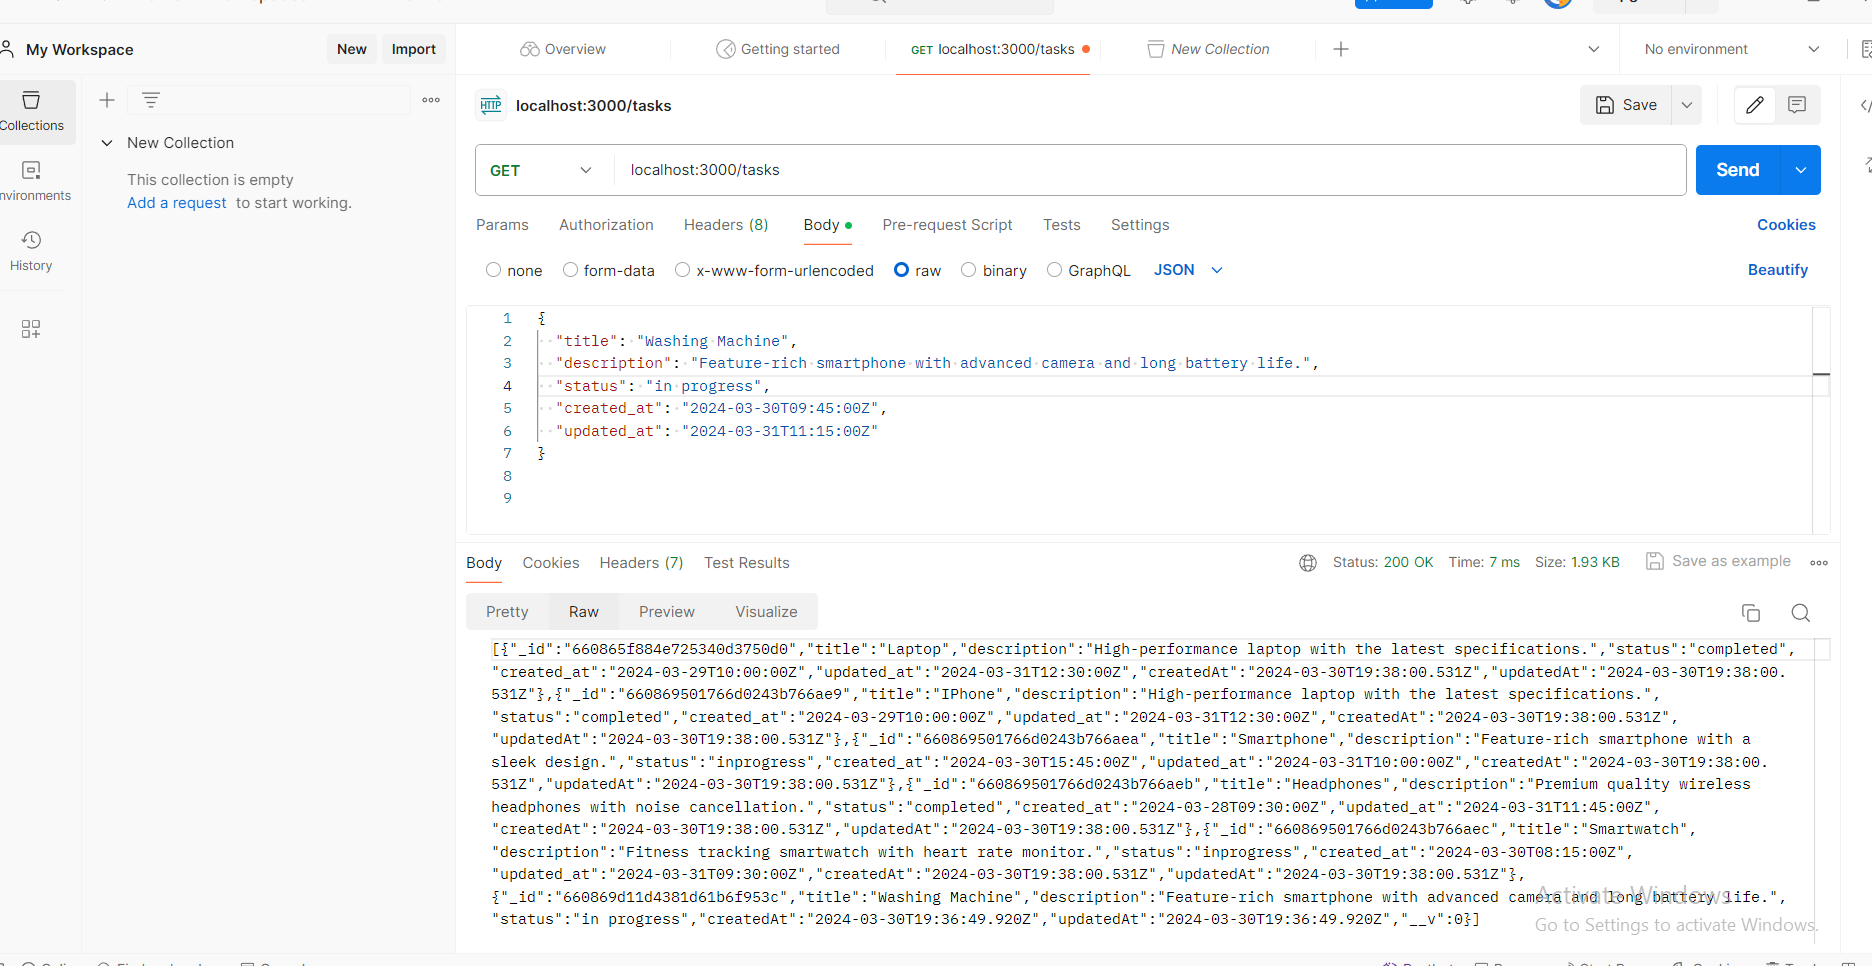 My Workspace
New
Import
Overview
Getting started
GET localhost:3000/tasks
New Collection
No environment
Collections
HTTP localhost:3000/tasks
Save
New Collection
This collection is empty
Add a request to start working.
nvironments
History
GET
localhost:3000/tasks
Send
Params
Authorization
Headers (8)
Body
Pre-request Script
Tests
Settings
Cookies
none
form-data
x-www-form-urlencoded
raw
binary
GraphQL
JSON
Beautify
1 {
2 "title": "Washing Machine",
3 "description": "Feature-rich smartphone with advanced camera and long battery life.",
4 "status": "in progress",
5 "created_at": "2024-03-30T09:45:00Z",
6 "updated_at": "2024-03-31T11:15:00Z"
7 }
8
9
Body
Cookies
Headers (7)
Test Results
Status: 200 OK
Time: 7 ms
Size: 1.93 KB
Save as example
Pretty
Raw
Preview
Visualize
[{"_id":"660865f884e725340d3750d0","title":"Laptop","description":"High-performance laptop with the latest specifications.","status":"completed",
"created_at":"2024-03-29T10:00:00Z","updated_at":"2024-03-31T12:30:00Z","createdAt":"2024-03-30T19:38:00.531Z","updatedAt":"2024-03-30T19:38:00.
531Z"},{"_id":"660869501766d0243b766ae9","title":"IPhone","description":"High-performance laptop with the latest specifications.",
"status":"completed","created_at":"2024-03-29T10:00:00Z","updated_at":"2024-03-31T12:30:00Z","createdAt":"2024-03-30T19:38:00.531Z",
"updatedAt":"2024-03-30T19:38:00.531Z"},{"_id":"660869501766d0243b766aea","title":"Smartphone","description":"Feature-rich smartphone with a
sleek design.","status":"inprogress","created_at":"2024-03-30T15:45:00Z","updated_at":"2024-03-31T10:00:00Z","createdAt":"2024-03-30T19:38:00.
531Z","updatedAt":"2024-03-30T19:38:00.531Z"},{"_id":"660869501766d0243b766aeb","title":"Headphones","description":"Premium quality wireless
headphones with noise cancellation.","status":"completed","created_at":"2024-03-28T09:30:00Z","updated_at":"2024-03-31T11:45:00Z",
"createdAt":"2024-03-30T19:38:00.531Z","updatedAt":"2024-03-30T19:38:00.531Z"},{"_id":"660869501766d0243b766aec","title":"Smartwatch",
"description":"Fitness tracking smartwatch with heart rate monitor.","status":"inprogress","created_at":"2024-03-30T08:15:00Z",
"updated_at":"2024-03-31T09:30:00Z","createdAt":"2024-03-30T19:38:00.531Z","updatedAt":"2024-03-30T19:38:00.531Z"},
{"_id":"660869d11d4381d61b6f953c","title":"Washing Machine","description":"Feature-rich smartphone with advanced camera and long battery life.",
"status":"in progress","createdAt":"2024-03-30T19:36:49.920Z","updatedAt":"2024-03-30T19:36:49.920Z","__v":0}]
Activate Windows
Go to Settings to activate Windows.